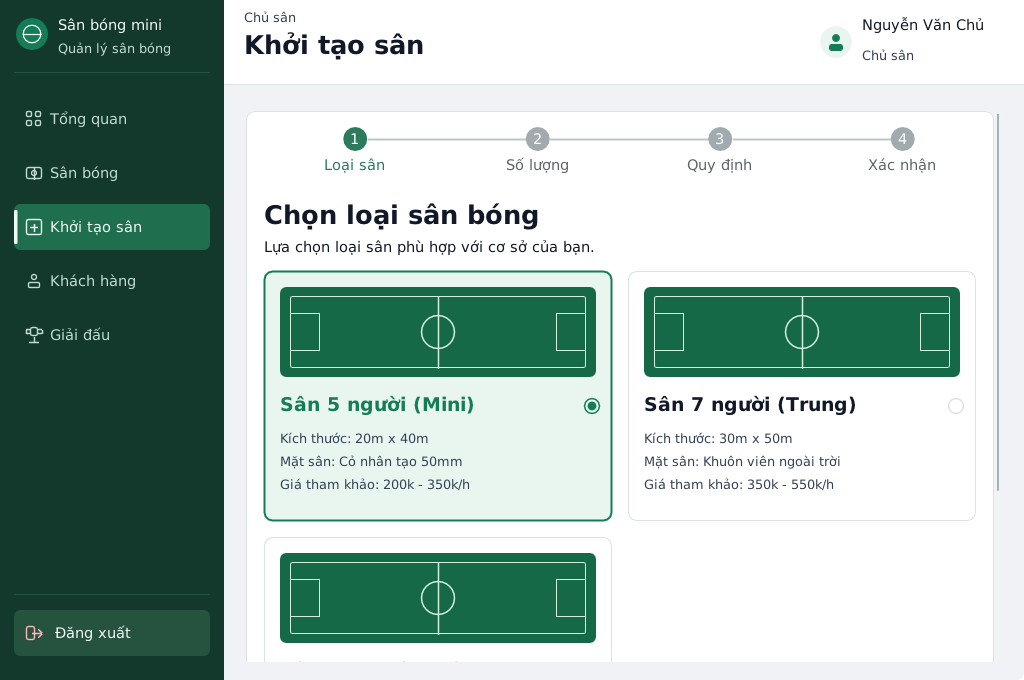 Sân bóng mini
Quản lý sân bóng
Tổng quan
Sân bóng
Khởi tạo sân
Khách hàng
Giải đấu
Đăng xuất
Chủ sân
Khởi tạo sân
Nguyễn Văn Chủ
Chủ sân
1
2
3
4
Loại sân
Số lượng
Quy định
Xác nhận
Chọn loại sân bóng
Lựa chọn loại sân phù hợp với cơ sở của bạn.
Sân 5 người (Mini)
Kích thước: 20m x 40m
Mặt sân: Cỏ nhân tạo 50mm
Giá tham khảo: 200k - 350k/h
Sân 7 người (Trung)
Kích thước: 30m x 50m
Mặt sân: Khuôn viên ngoài trời
Giá tham khảo: 350k - 550k/h